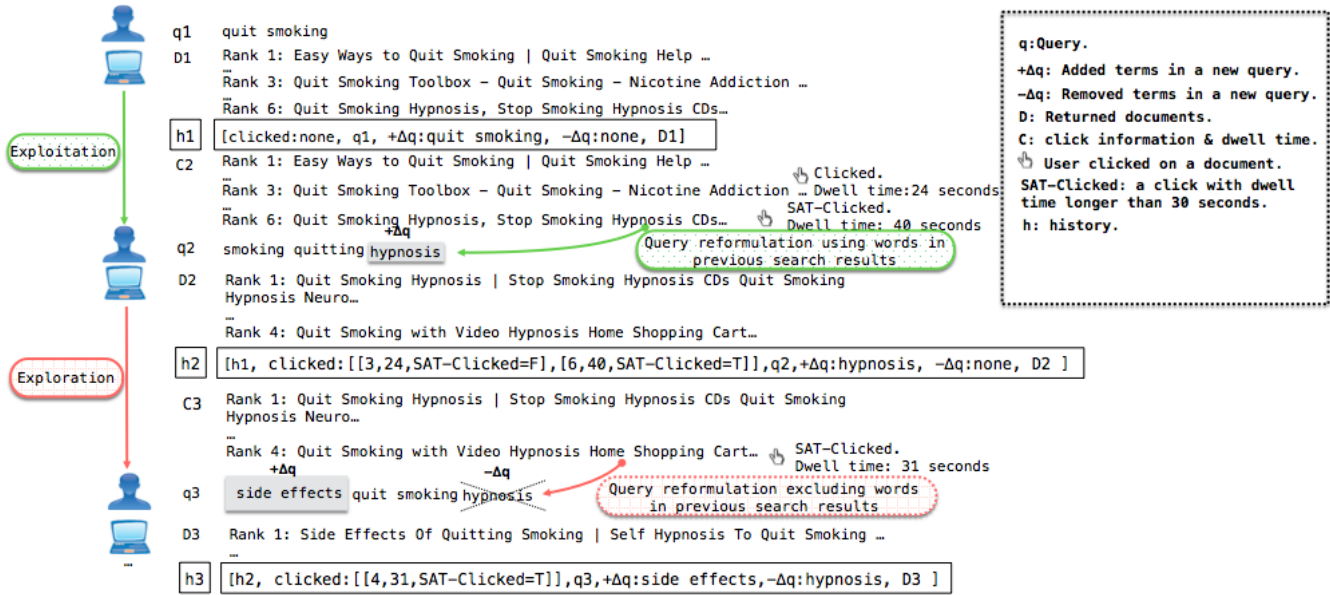 q1 quit smoking
D1 Rank 1: Easy Ways to Quit Smoking | Quit Smoking Help …
…
Rank 3: Quit Smoking Toolbox – Quit Smoking – Nicotine Addiction …
…
Rank 6: Quit Smoking Hypnosis, Stop Smoking Hypnosis CDs…
h1 [clicked:none, q1, +Δq:quit smoking, −Δq:none, D1]
Exploitation
C2 Rank 1: Easy Ways to Quit Smoking | Quit Smoking Help …
…
Clicked.
Rank 3: Quit Smoking Toolbox – Quit Smoking – Nicotine Addiction … Dwell time:24 seconds
…
SAT-Clicked.
Rank 6: Quit Smoking Hypnosis, Stop Smoking Hypnosis CDs… Dwell time: 40 seconds
+Δq
q2 smoking quitting hypnosis
Query reformulation using words in
previous search results
D2 Rank 1: Quit Smoking Hypnosis | Stop Smoking Hypnosis CDs Quit Smoking
Hypnosis Neuro…
…
Rank 4: Quit Smoking with Video Hypnosis Home Shopping Cart…
h2 [h1, clicked:[[3,24,SAT-Clicked=F],[6,40,SAT-Clicked=T]],q2,+Δq:hypnosis, −Δq:none, D2 ]
Exploration
C3 Rank 1: Quit Smoking Hypnosis | Stop Smoking Hypnosis CDs Quit Smoking
Hypnosis Neuro…
…
Rank 4: Quit Smoking with Video Hypnosis Home Shopping Cart… SAT-Clicked.
Dwell time: 31 seconds
+Δq −Δq
q3 side effects quit smoking hypnosis
Query reformulation excluding words
in previous search results
D3 Rank 1: Side Effects Of Quitting Smoking | Self Hypnosis To Quit Smoking …
…
…
h3 [h2, clicked:[[4,31,SAT-Clicked=T]],q3,+Δq:side effects,−Δq:hypnosis, D3 ]
q:Query.
+Δq: Added terms in a new query.
−Δq: Removed terms in a new query.
D: Returned documents.
C: click information & dwell time.
User clicked on a document.
SAT-Clicked: a click with dwell
time longer than 30 seconds.
h: history.